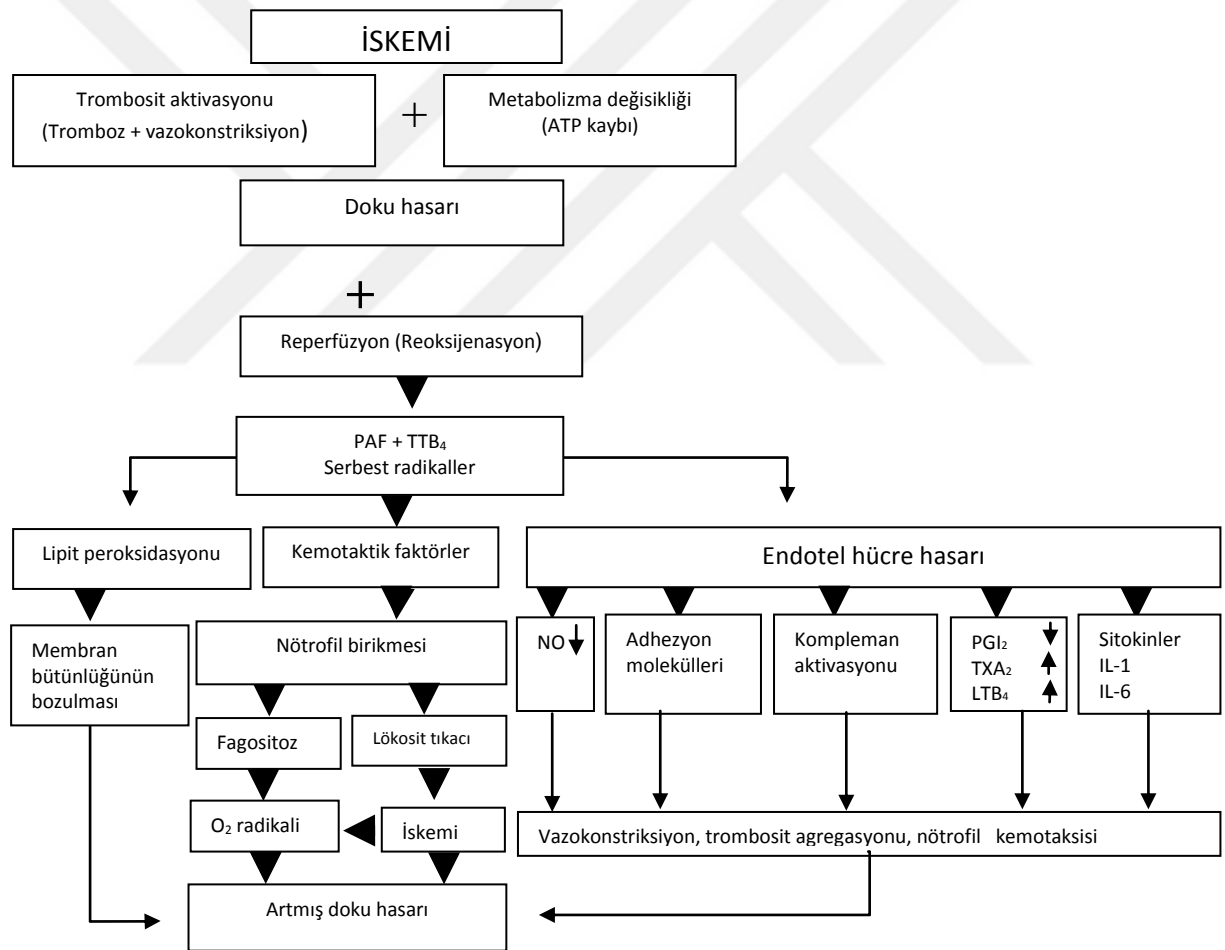 İSKEMİ
Trombosit aktivasyonu
(Tromboz + vazokonstriksiyon)
+
Metabolizma değisikliği
(ATP kaybı)
Doku hasarı
+
Reperfüzyon (Reoksijenasyon)
PAF + TTB₄
Serbest radikaller
Lipit peroksidasyonu
Kemotaktik faktörler
Endotel hücre hasarı
Membran
bütünlüğünün
bozulması
Nötrofil birikmesi
NO
Adhezyon
molekülleri
Kompleman
aktivasyonu
PGI₂
TXA₂
LTB₄
Sitokinler
IL-1
IL-6
Fagositoz
Lökosit tıkacı
O₂ radikali
İskemi
Vazokonstriksiyon, trombosit agregasyonu, nötrofil kemotaksisi
Artmış doku hasarı